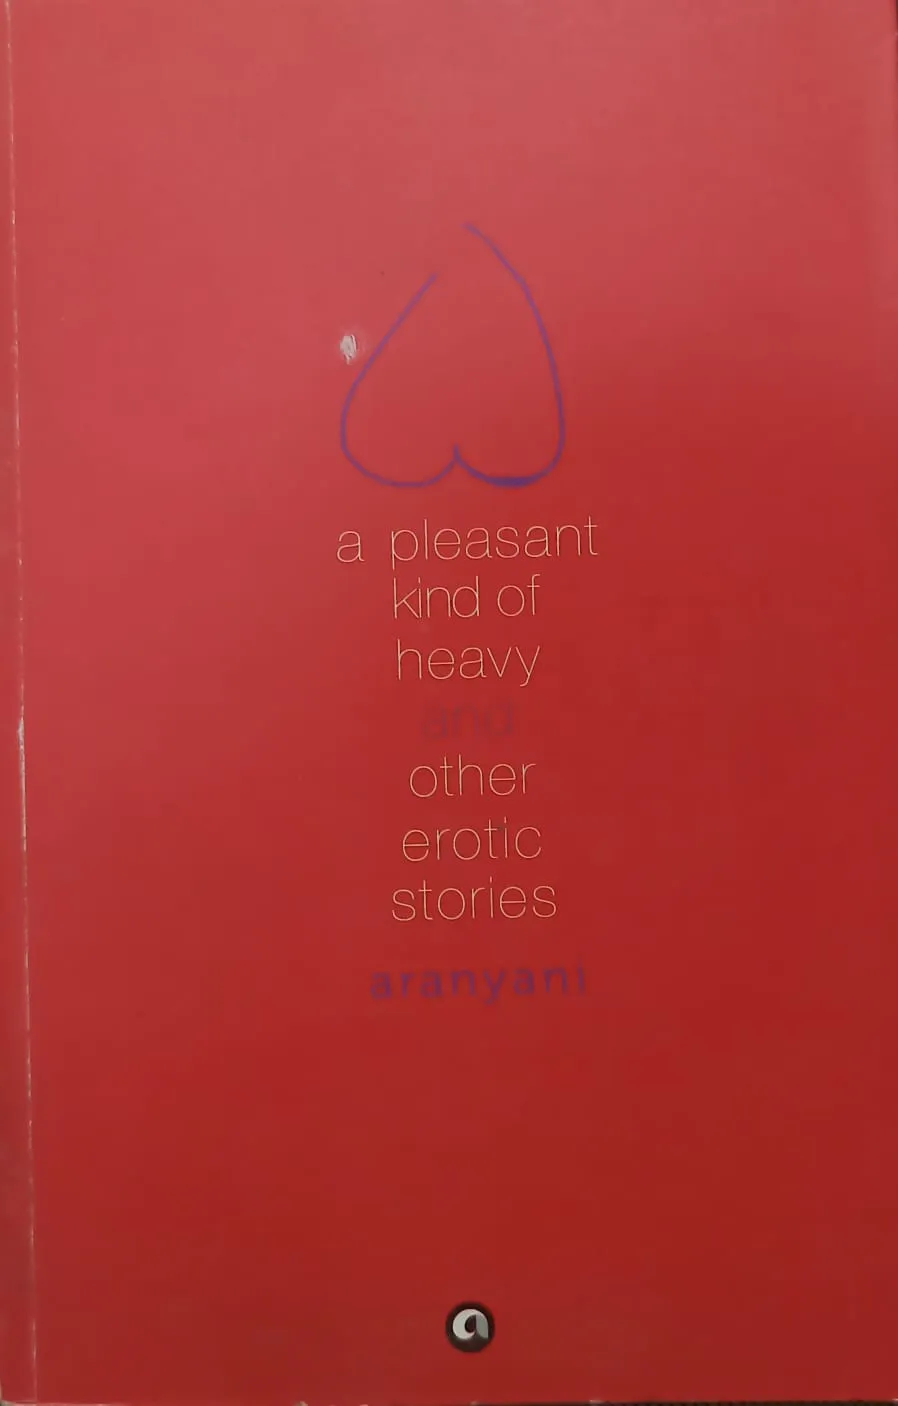 a pleasant
kind of
heavy
and
other
erotic
stories
aranyani
a